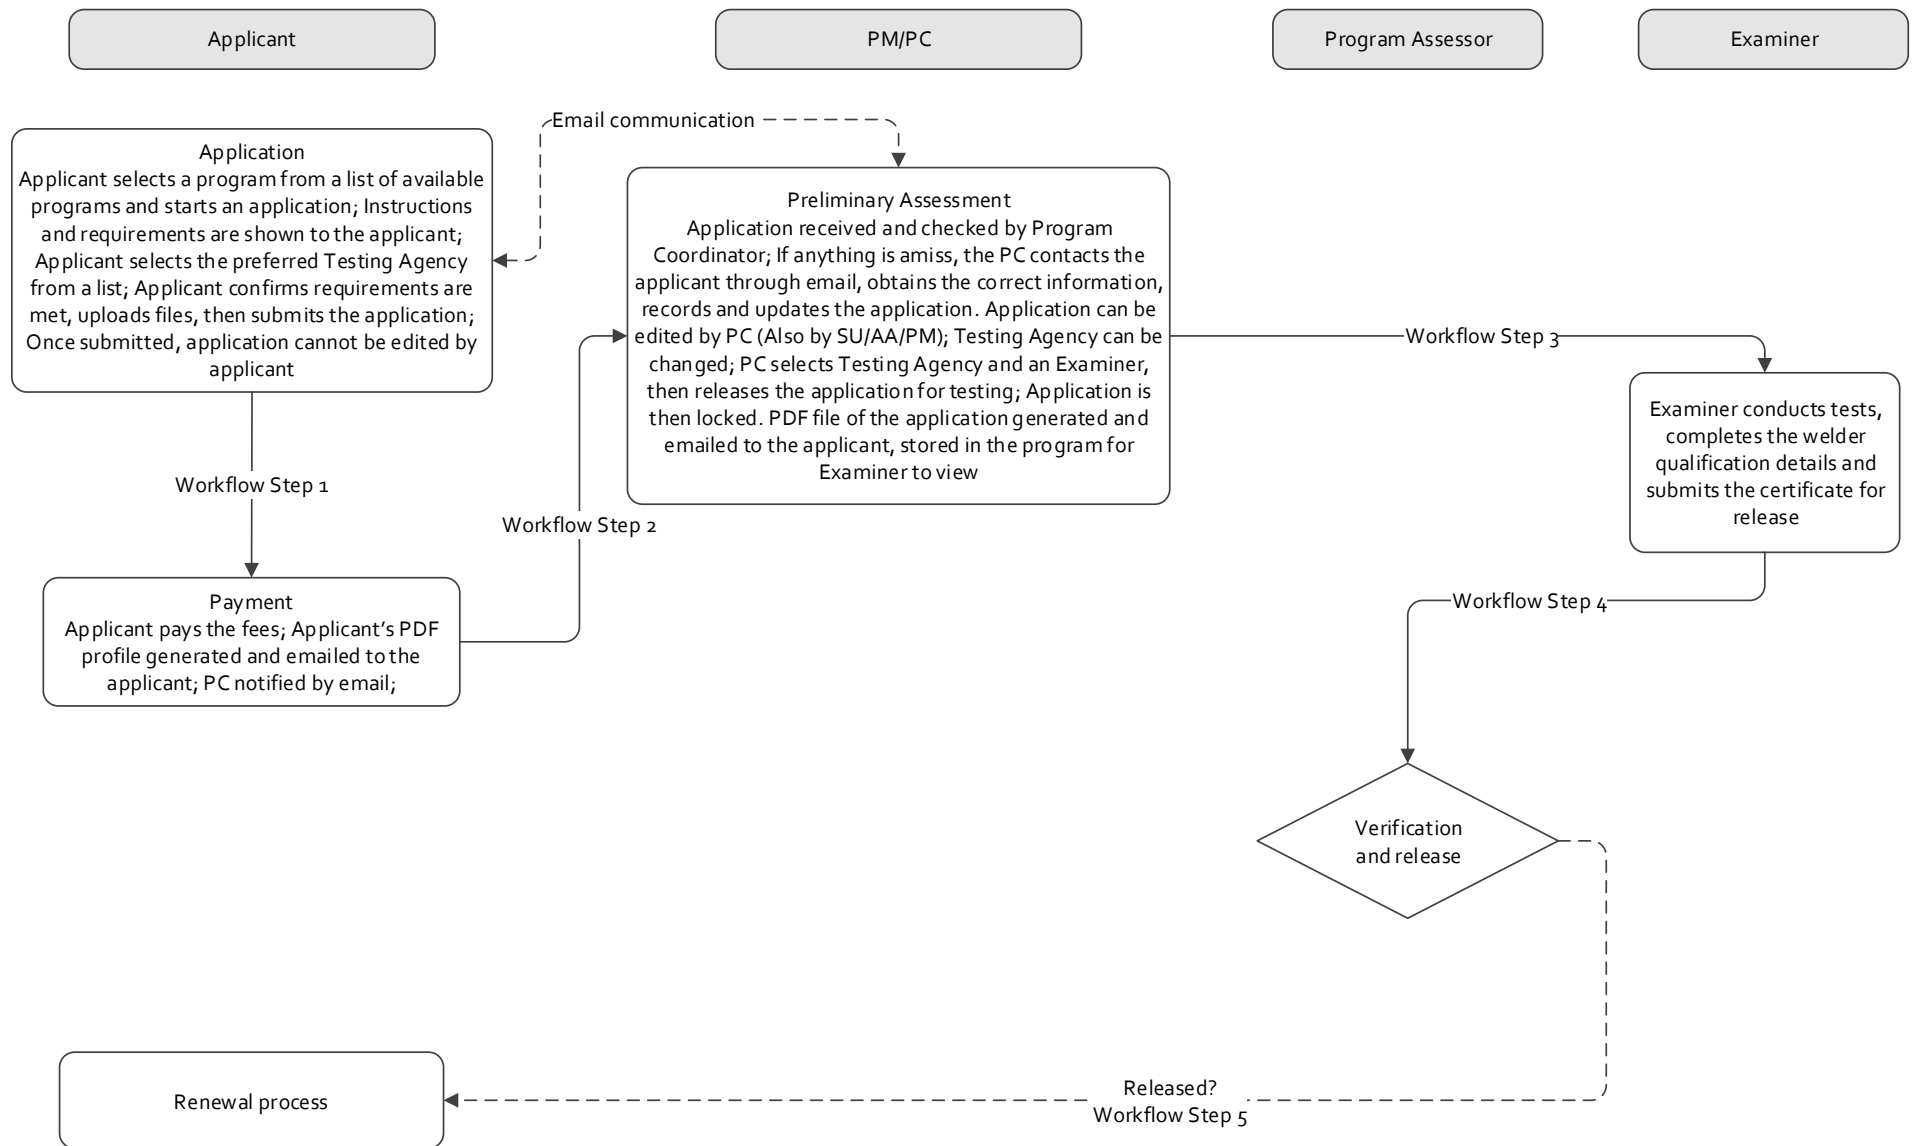 Applicant
PM/PC
Program Assessor
Examiner
Email communication
Application
Applicant selects a program from a list of available
programs and starts an application; Instructions
and requirements are shown to the applicant;
Applicant selects the preferred Testing Agency
from a list; Applicant confirms requirements are
met, uploads files, then submits the application;
Once submitted, application cannot be edited by
applicant
Preliminary Assessment
Application received and checked by Program
Coordinator; If anything is amiss, the PC contacts the
applicant through email, obtains the correct information,
records and updates the application. Application can be
edited by PC (Also by SU/AA/PM); Testing Agency can be
changed; PC selects Testing Agency and an Examiner,
then releases the application for testing; Application is
then locked. PDF file of the application generated and
emailed to the applicant, stored in the program for
Examiner to view
Workflow Step 3
Examiner conducts tests,
completes the welder
qualification details and
submits the certificate for
release
Workflow Step 1
Workflow Step 2
Payment
Applicant pays the fees; Applicant's PDF
profile generated and emailed to the
applicant; PC notified by email;
Workflow Step 4
Verification
and release
Released?
Workflow Step 5
Renewal process